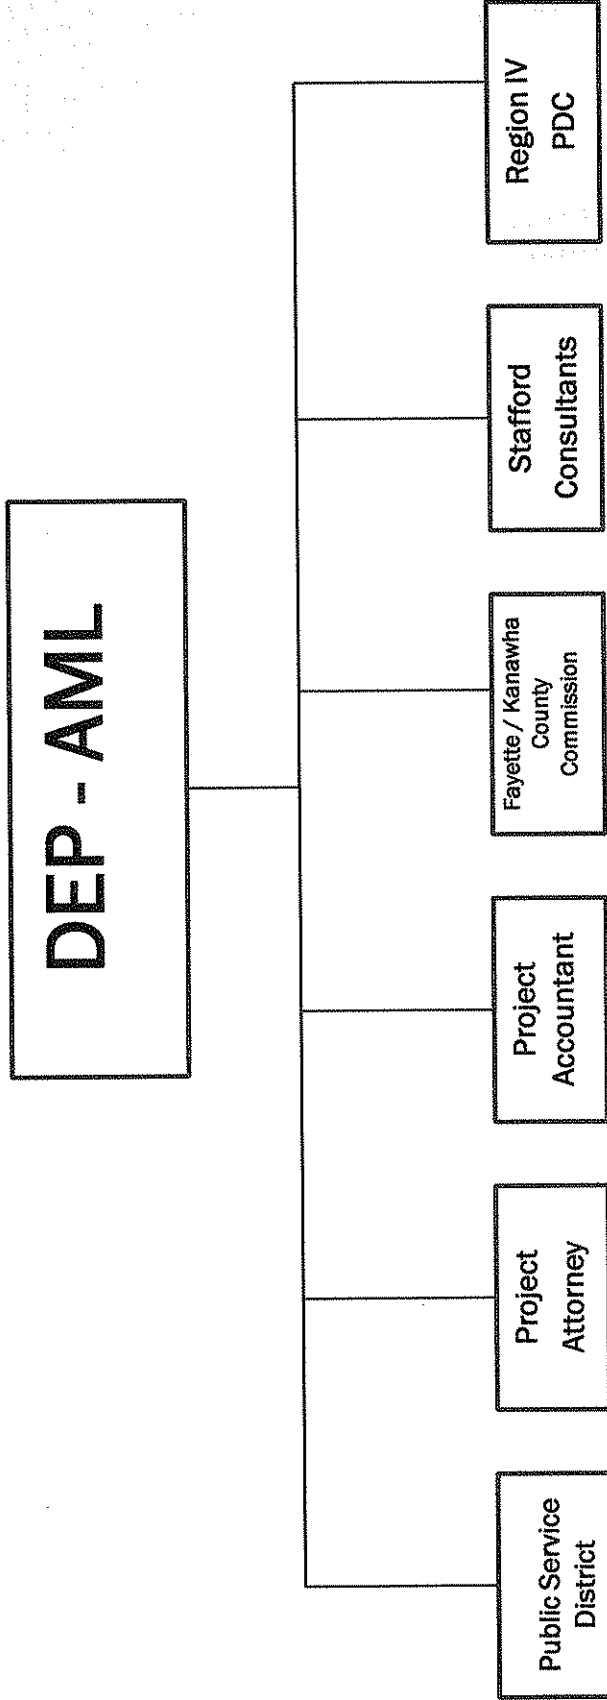 DEP - AML
Public Service
District
Project
Attorney
Project
Accountant
Fayette / Kanawha
County
Commission
Stafford
Consultants
Region IV
PDC